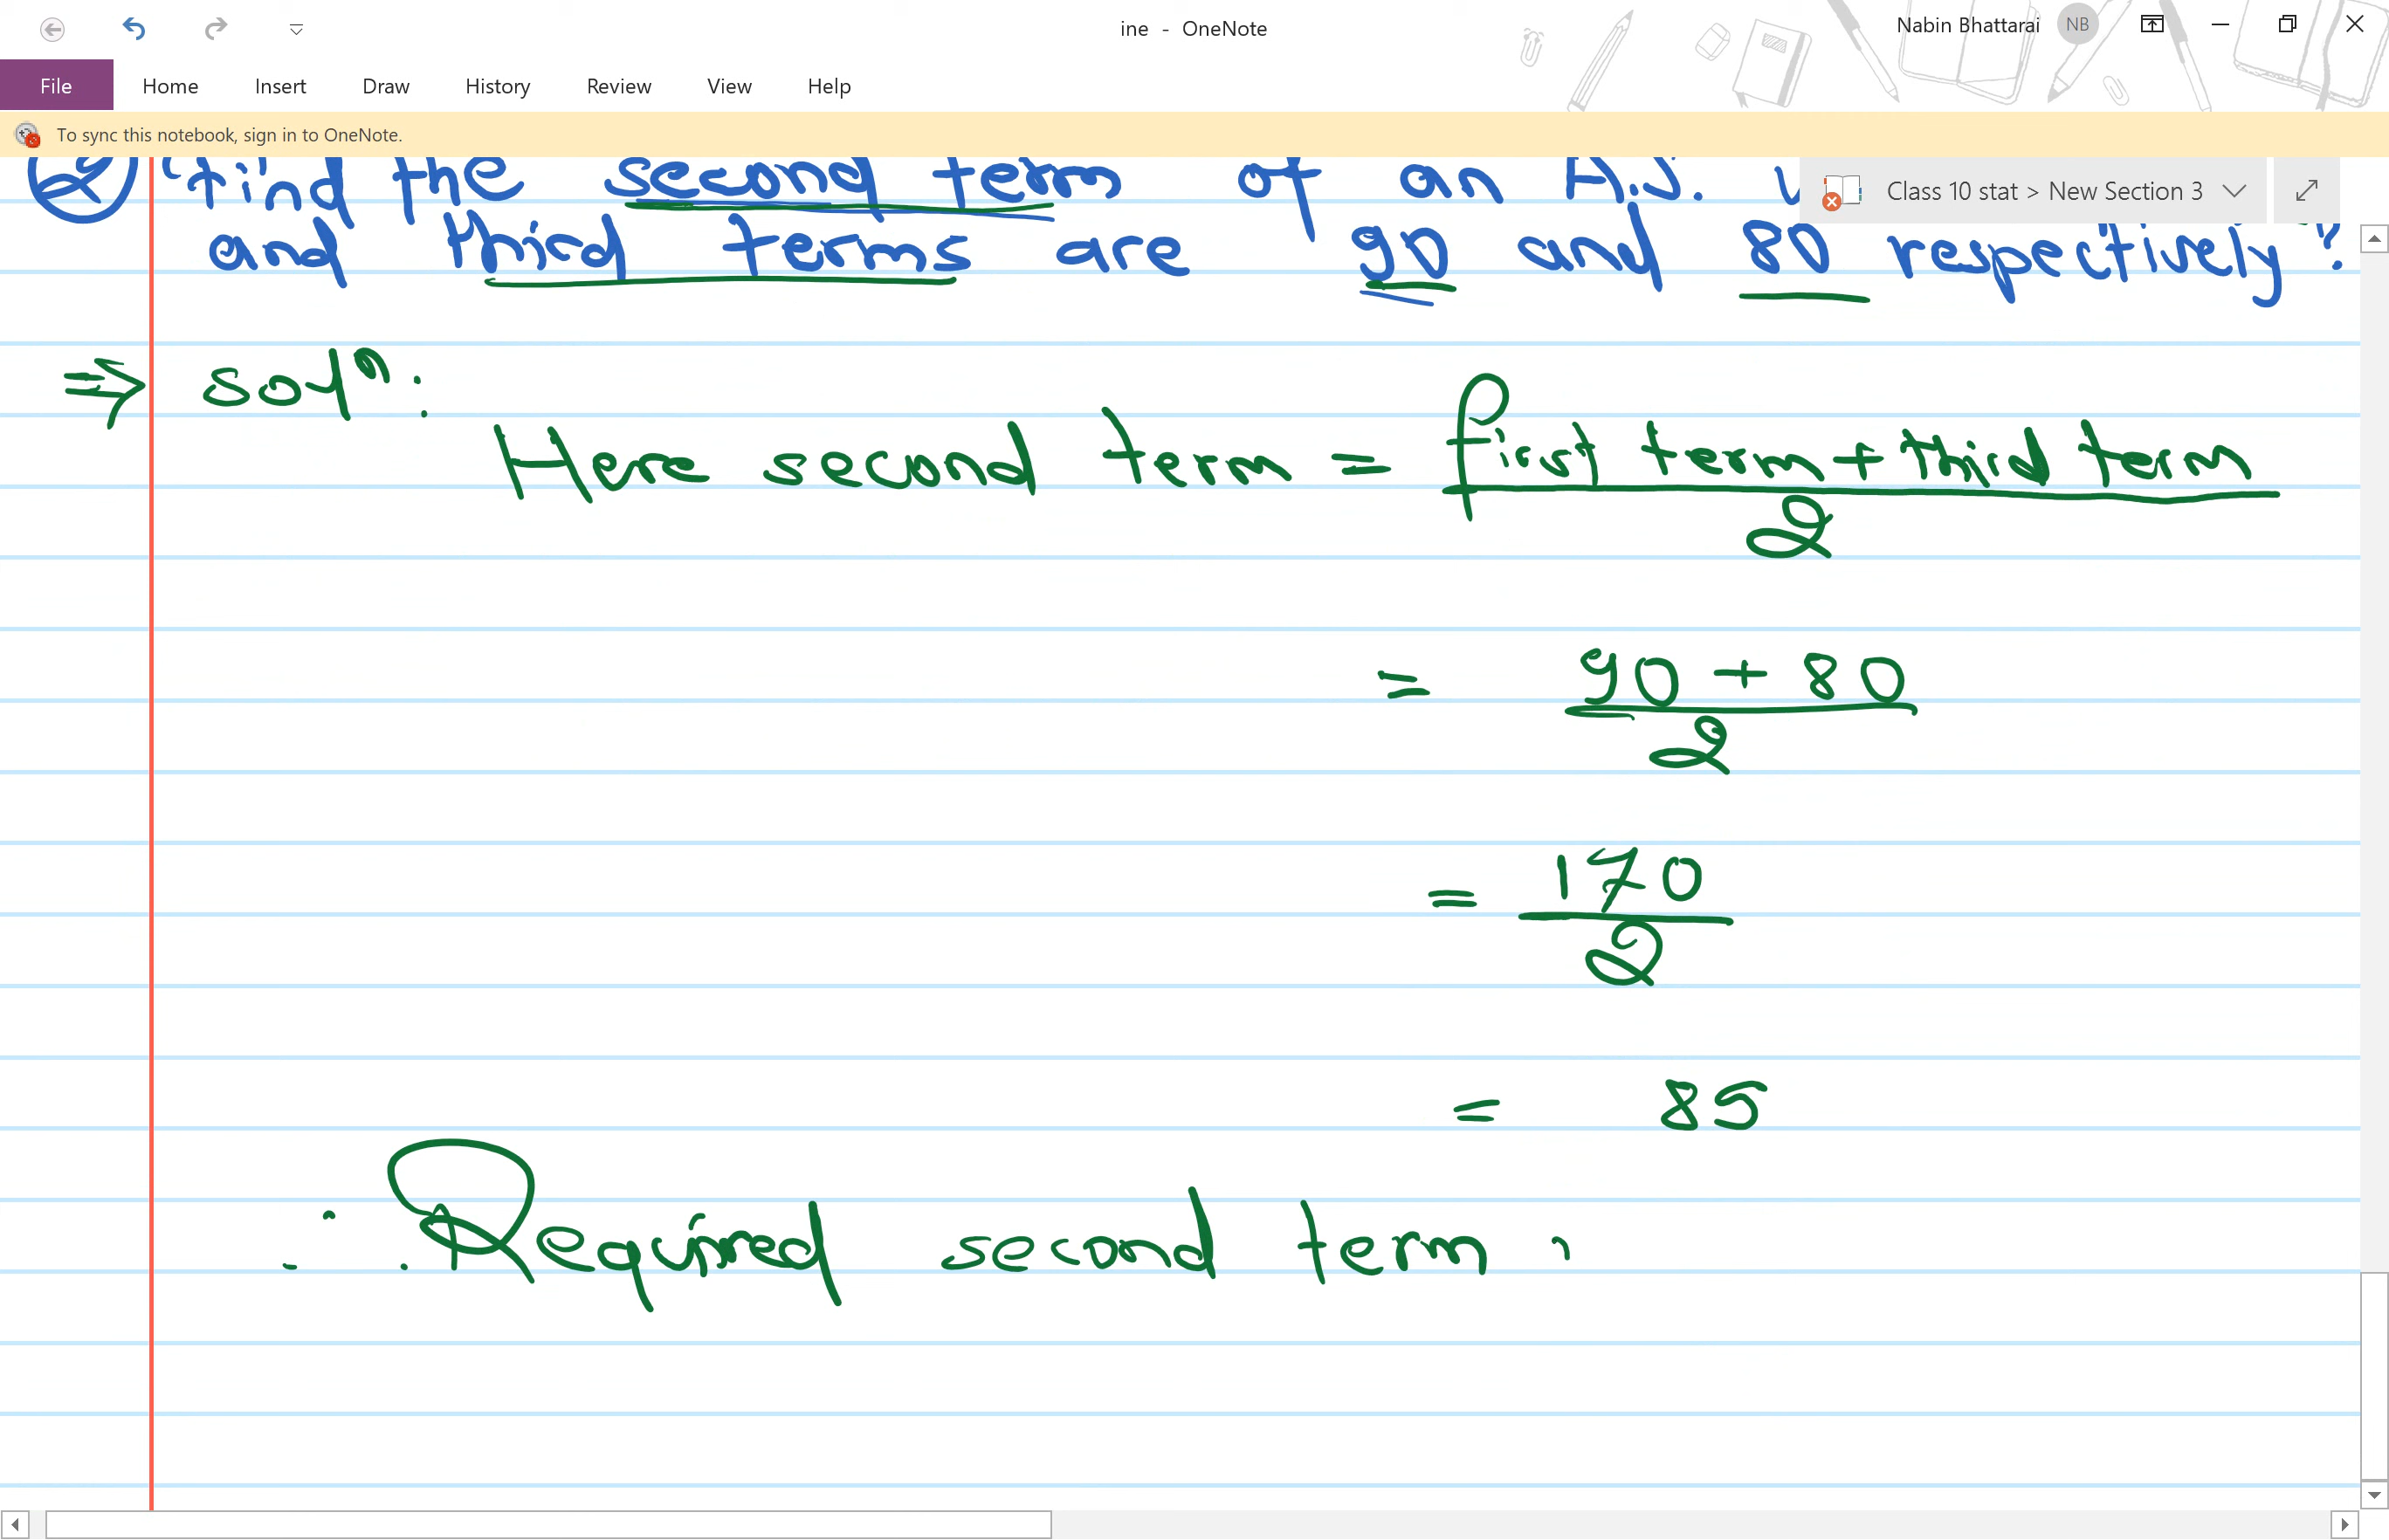 ine - OneNote
Nabin Bhattarai NB
File Home Insert Draw History Review View Help
To sync this notebook, sign in to OneNote.
Class 10 stat > New Section 3
2 find the second term of an A.S.
and third terms are 90 and 80 respectively?
⇒ solⁿ:
Here second term = first term + third term
2
= 90 + 80
2
= 170
2
= 85
∴ Required second term